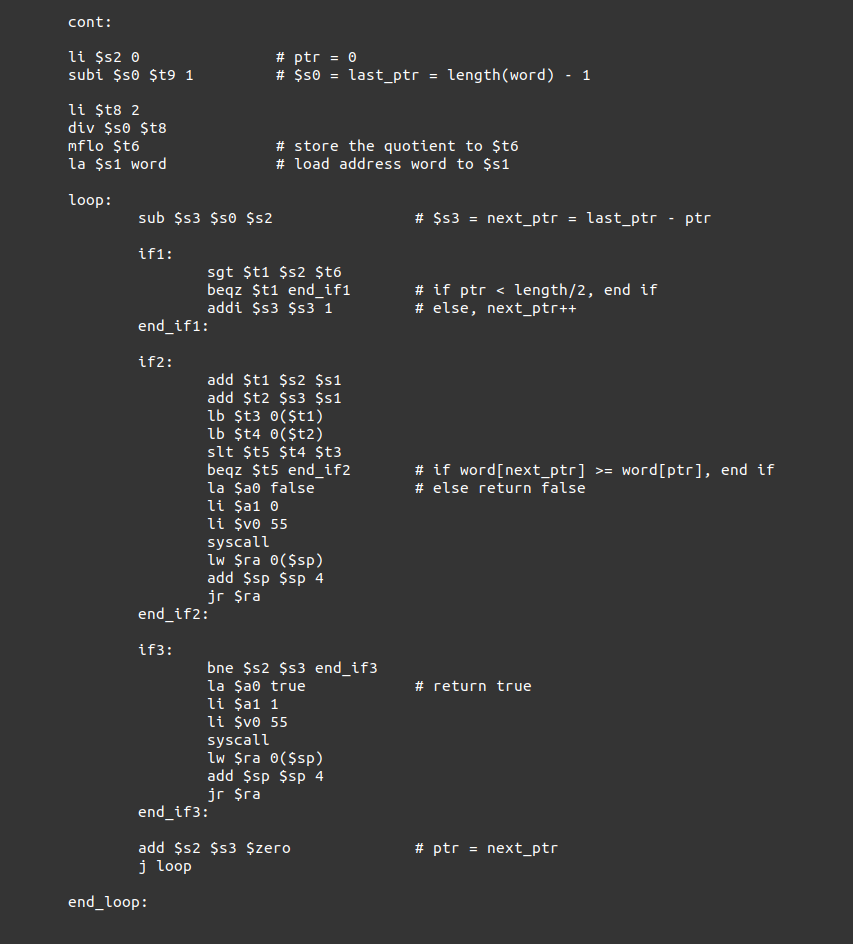 cont:
li $s2 0 # ptr = 0
subi $s0 $t9 1 # $s0 = last_ptr = length(word) - 1
li $t8 2
div $s0 $t8
mflo $t6 # store the quotient to $t6
la $s1 word # load address word to $s1
loop:
sub $s3 $s0 $s2 # $s3 = next_ptr = last_ptr - ptr
if1:
sgt $t1 $s2 $t6
beqz $t1 end_if1 # if ptr < length/2, end if
addi $s3 $s3 1 # else, next_ptr++
end_if1:
if2:
add $t1 $s2 $s1
add $t2 $s3 $s1
lb $t3 0($t1)
lb $t4 0($t2)
slt $t5 $t4 $t3
beqz $t5 end_if2 # if word[next_ptr] >= word[ptr], end if
la $a0 false # else return false
li $a1 0
li $v0 55
syscall
lw $ra 0($sp)
add $sp $sp 4
jr $ra
end_if2:
if3:
bne $s2 $s3 end_if3
la $a0 true # return true
li $a1 1
li $v0 55
syscall
lw $ra 0($sp)
add $sp $sp 4
jr $ra
end_if3:
add $s2 $s3 $zero # ptr = next_ptr
j loop
end_loop: